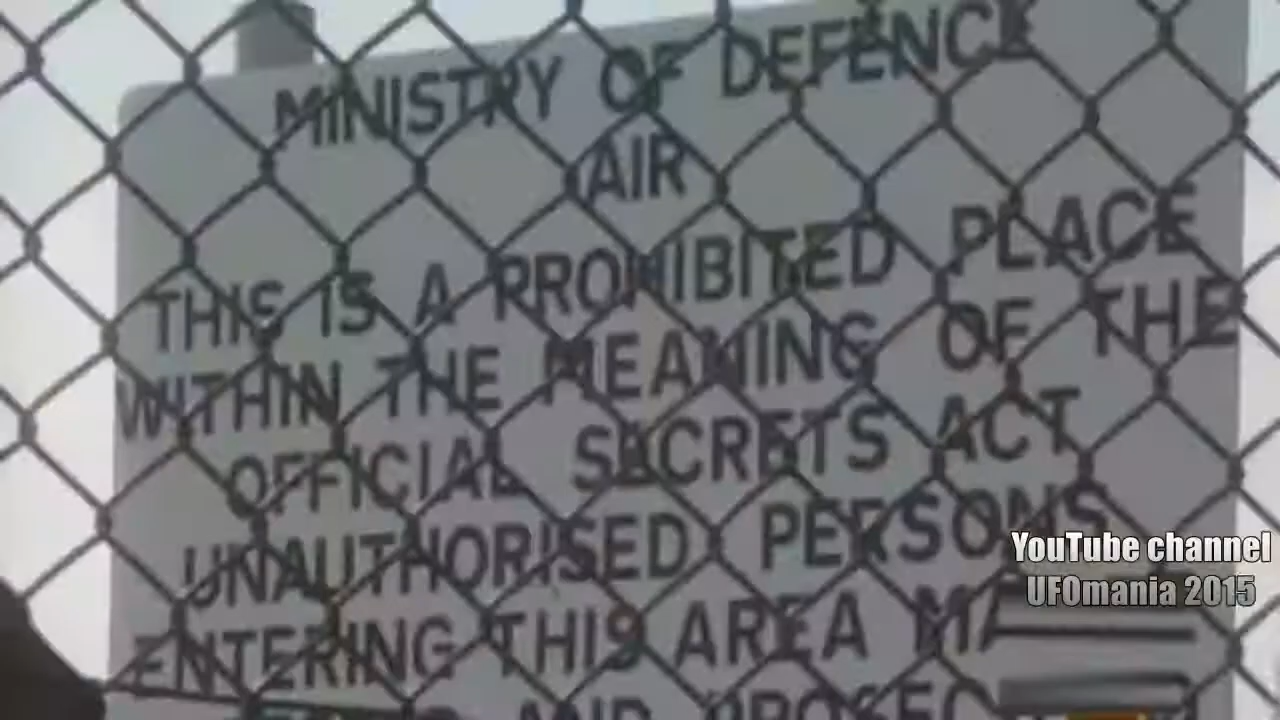 MINISTRY OF DEFENCE
AIR
THIS IS A PROHIBITED PLACE
WITHIN THE MEANING OF THE
OFFICIAL SECRETS ACT
UNAUTHORISED PERSONS
ENTERING THIS AREA
AND
YouTube channel
UFOmania 2015